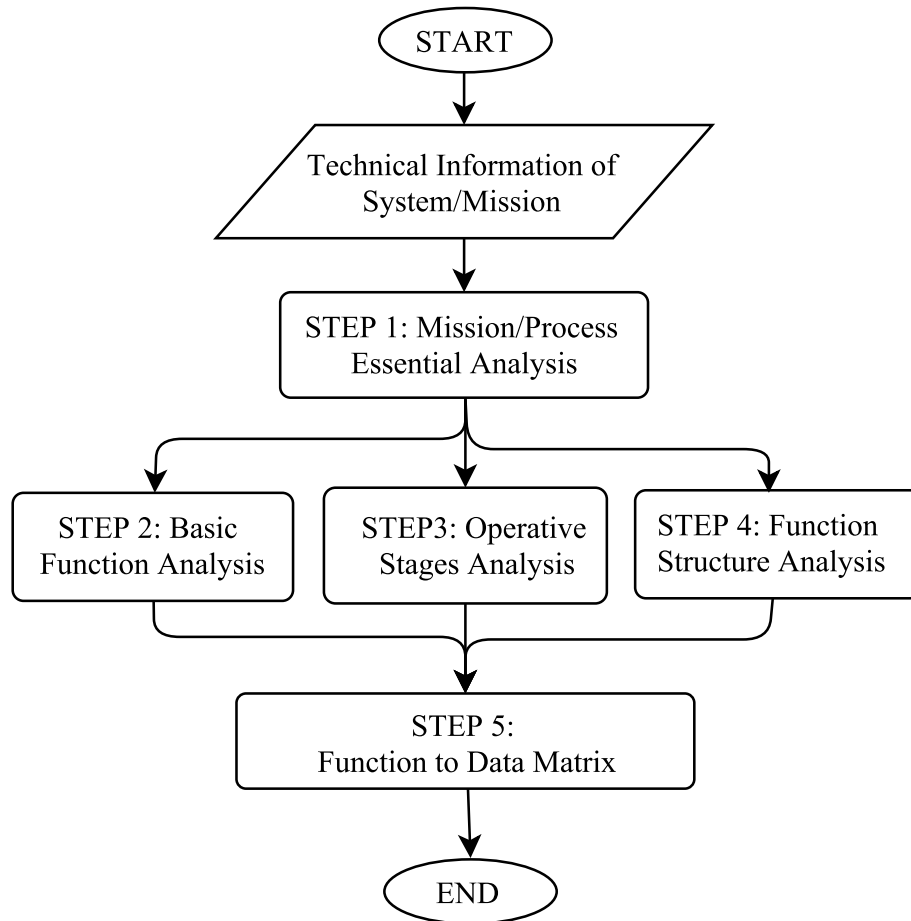 START
Technical Information of
System/Mission
STEP 1: Mission/Process
Essential Analysis
STEP 2: Basic
Function Analysis
STEP3: Operative
Stages Analysis
STEP 4: Function
Structure Analysis
STEP 5:
Function to Data Matrix
END